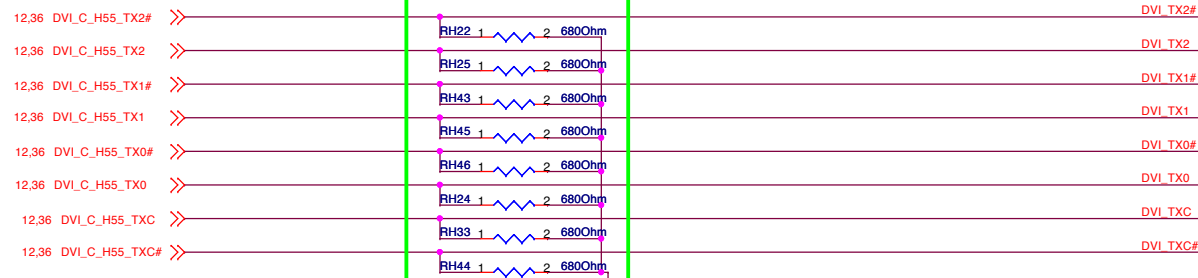 12,36 DVI_C_H55_TX2# DVI_TX2#
RH22 1 2 680Ohm
12,36 DVI_C_H55_TX2 DVI_TX2
RH25 1 2 680Ohm
12,36 DVI_C_H55_TX1# DVI_TX1#
RH43 1 2 680Ohm
12,36 DVI_C_H55_TX1 DVI_TX1
RH45 1 2 680Ohm
12,36 DVI_C_H55_TX0# DVI_TX0#
RH46 1 2 680Ohm
12,36 DVI_C_H55_TX0 DVI_TX0
RH24 1 2 680Ohm
12,36 DVI_C_H55_TXC DVI_TXC
RH33 1 2 680Ohm
12,36 DVI_C_H55_TXC# DVI_TXC#
RH44 1 2 680Ohm